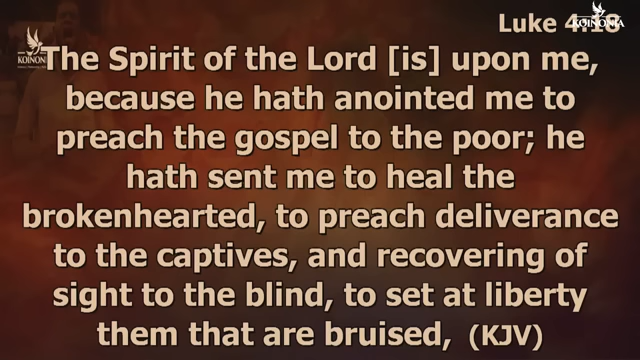 Luke 4:18
KOINONIA
KOINONIA
The Spirit of the Lord [is] upon me,
because he hath anointed me to
preach the gospel to the poor; he
hath sent me to heal the
brokenhearted, to preach deliverance
to the captives, and recovering of
sight to the blind, to set at liberty
them that are bruised, (KJV)